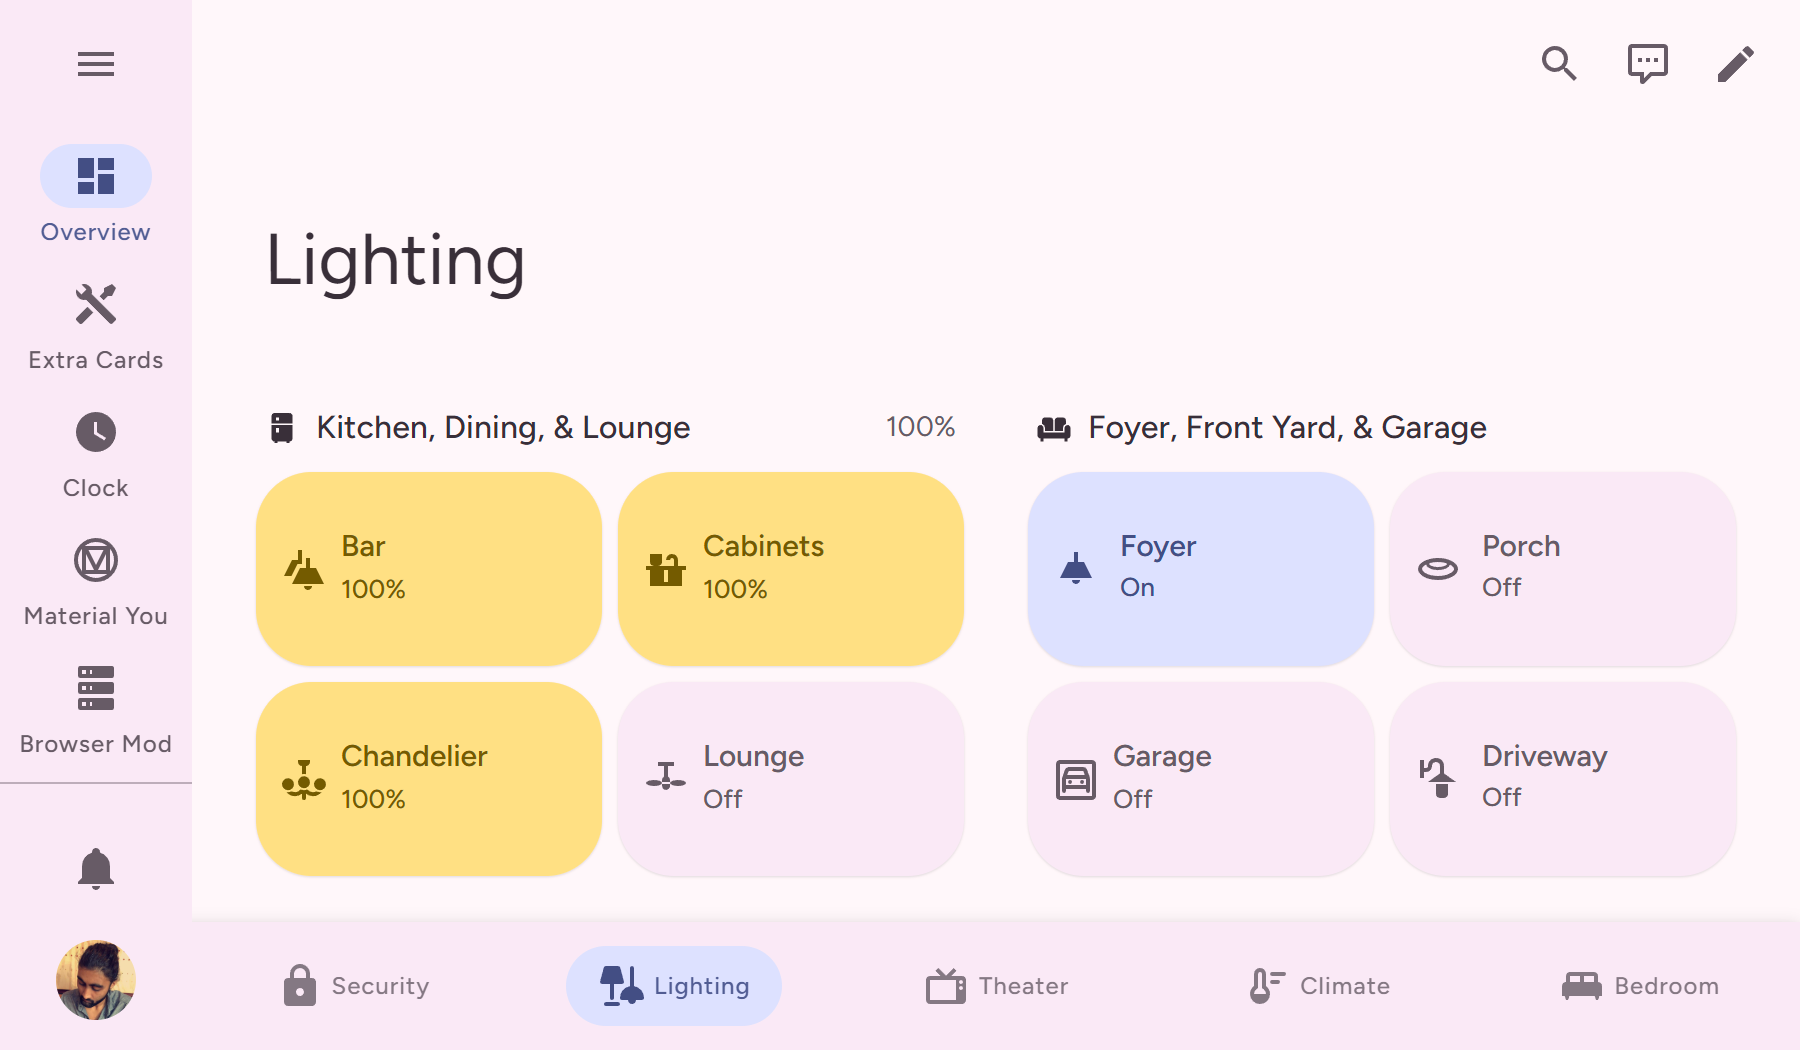 Overview
Extra Cards
Clock
Material You
Browser Mod
Lighting
Kitchen, Dining, & Lounge
100%
Bar
100%
Cabinets
100%
Chandelier
100%
Lounge
Off
Foyer, Front Yard, & Garage
Foyer
On
Porch
Off
Garage
Off
Driveway
Off
Security
Lighting
Theater
Climate
Bedroom